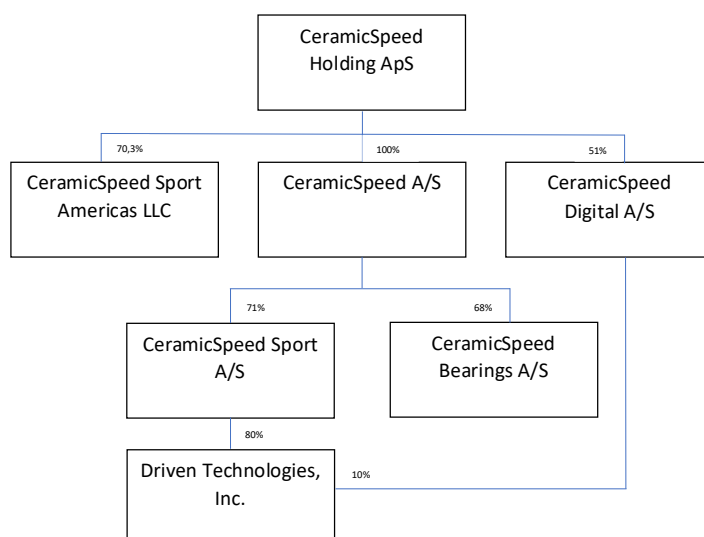 CeramicSpeed
Holding ApS
70,3%
100%
51%
CeramicSpeed Sport
Americas LLC
CeramicSpeed A/S
CeramicSpeed
Digital A/S
71%
68%
CeramicSpeed Sport
A/S
CeramicSpeed
Bearings A/S
80%
Driven Technologies,
Inc.
10%